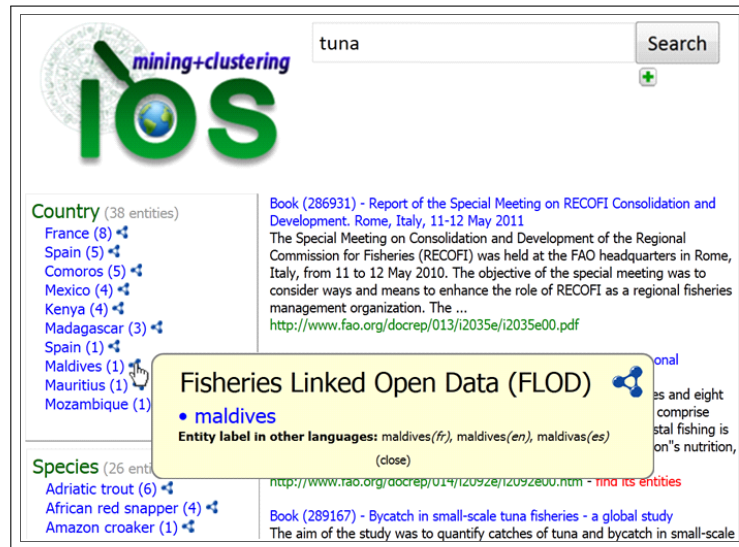 mining+clustering
ios
tuna
Search
Country (38 entities)
France (8)
Spain (5)
Comoros (5)
Mexico (4)
Kenya (4)
Madagascar (3)
Spain (1)
Maldives (1)
Mauritius (1)
Mozambique (1)
Species (26 enti
Adriatic trout (6)
African red snapper (4)
Amazon croaker (1)
Book (286931) - Report of the Special Meeting on RECOFI Consolidation and
Development. Rome, Italy, 11-12 May 2011
The Special Meeting on Consolidation and Development of the Regional
Commission for Fisheries (RECOFI) was held at the FAO headquarters in Rome,
Italy, from 11 to 12 May 2010. The objective of the special meeting was to
consider ways and means to enhance the role of RECOFI as a regional fisheries
management organization. The ...
http://www.fao.org/docrep/013/i2035e/i2035e00.pdf
onal
es and eight
comprise
stal fishing is
on"s nutrition,
Fisheries Linked Open Data (FLOD)
• maldives
Entity label in other languages: maldives(fr), maldives(en), maldivas(es)
(close)
http://www.fao.org/docrep/014/i2092e/i2092e00.htm - find its entities
Book (289167) - Bycatch in small-scale tuna fisheries - a global study
The aim of the study was to quantify catches of tuna and bycatch in small-scale